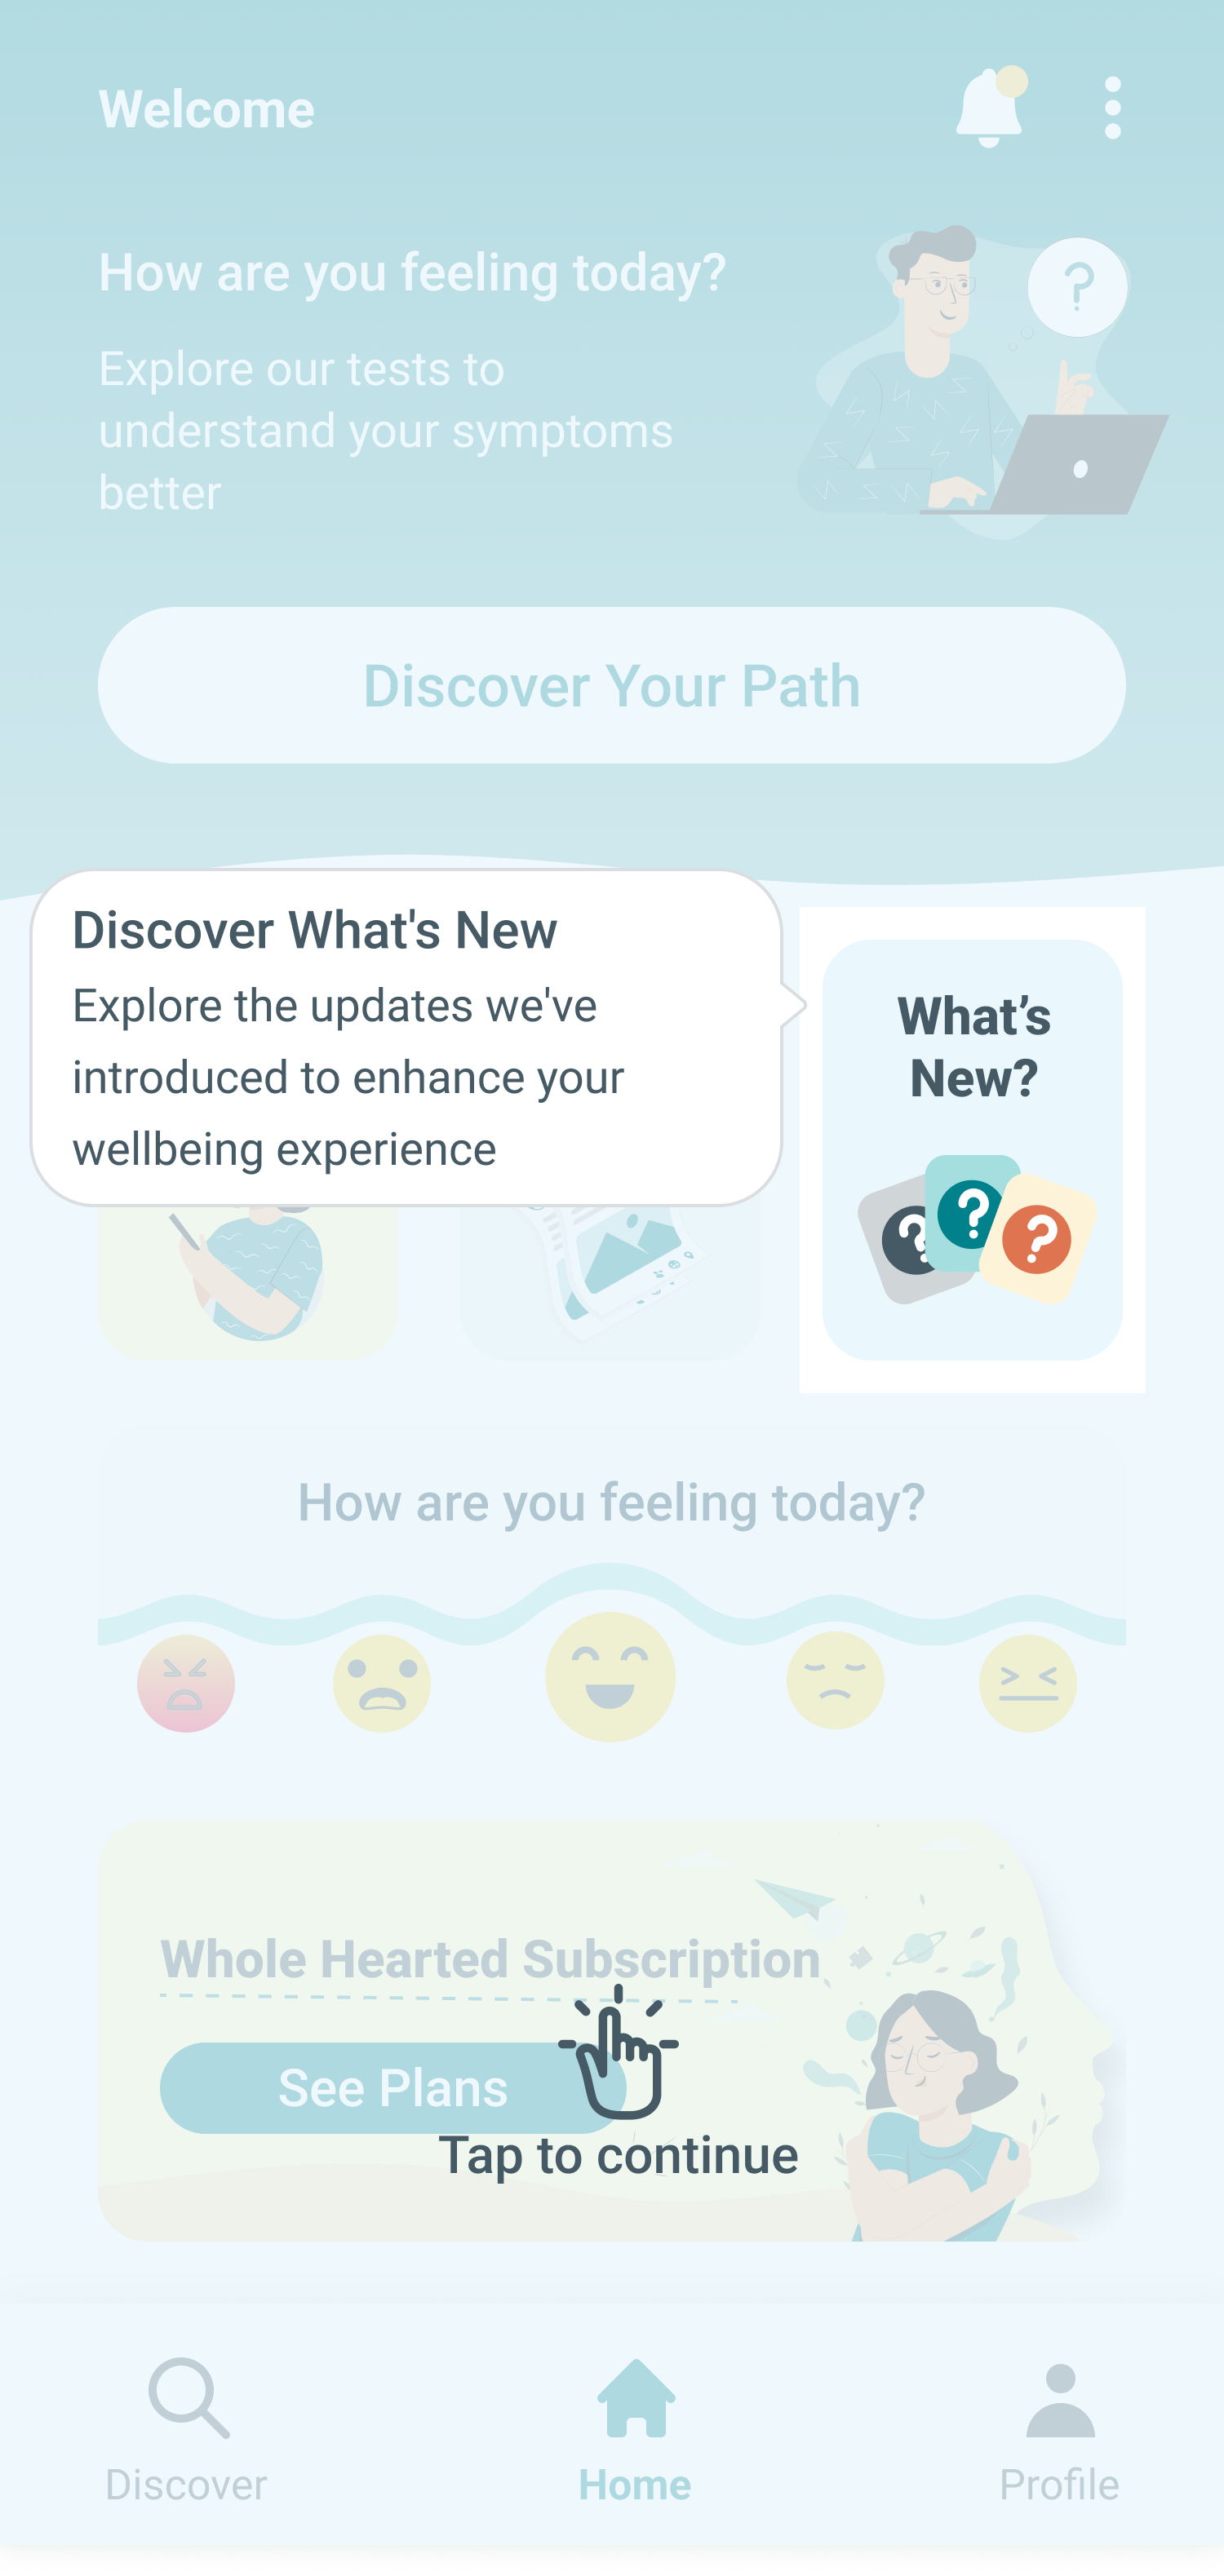 Welcome
How are you feeling today?
Explore our tests to
understand your symptoms
better
?
Discover Your Path
Discover What's New
Explore the updates we've
introduced to enhance your
wellbeing experience
What’s
New?
? ? ?
How are you feeling today?
Whole Hearted Subscription
See Plans
Tap to continue
Discover
Home
Profile